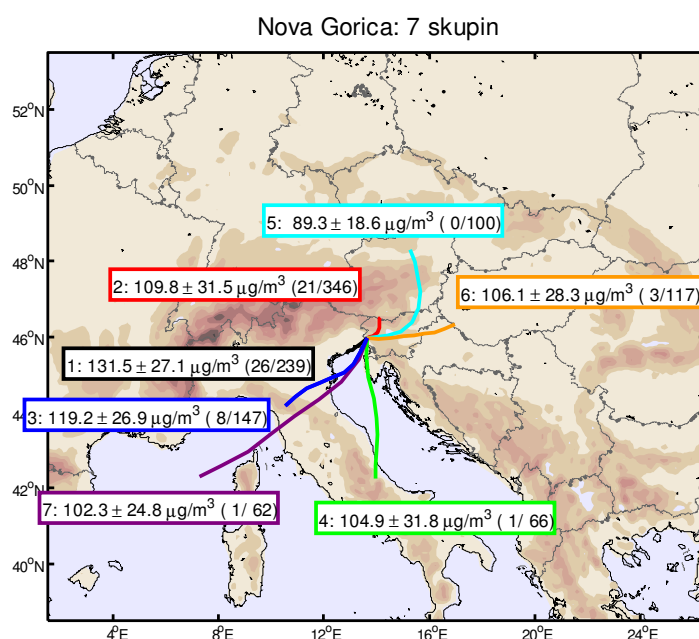 Nova Gorica: 7 skupin
52°N
50°N
5: 89.3 ± 18.6 μg/m³ ( 0/100)
48°N
2: 109.8 ± 31.5 μg/m³ (21/346)
6: 106.1 ± 28.3 μg/m³ ( 3/117)
46°N
1: 131.5 ± 27.1 μg/m³ (26/239)
44°N
3: 119.2 ± 26.9 μg/m³ ( 8/147)
42°N
7: 102.3 ± 24.8 μg/m³ ( 1/ 62)
4: 104.9 ± 31.8 μg/m³ ( 1/ 66)
40°N
4°E 8°E 12°E 16°E 20°E 24°E